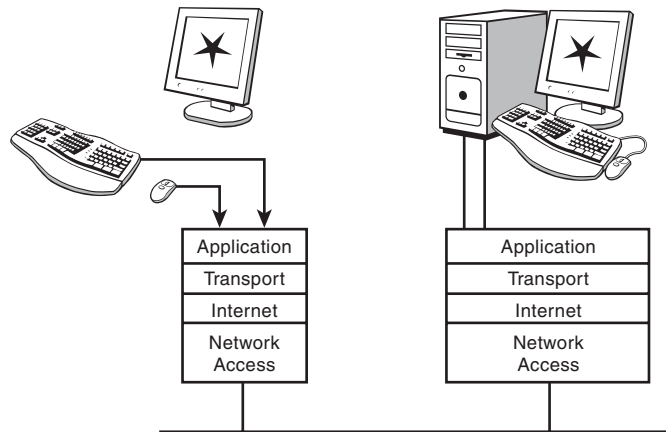 Application
Transport
Internet
Network
Access
Application
Transport
Internet
Network
Access